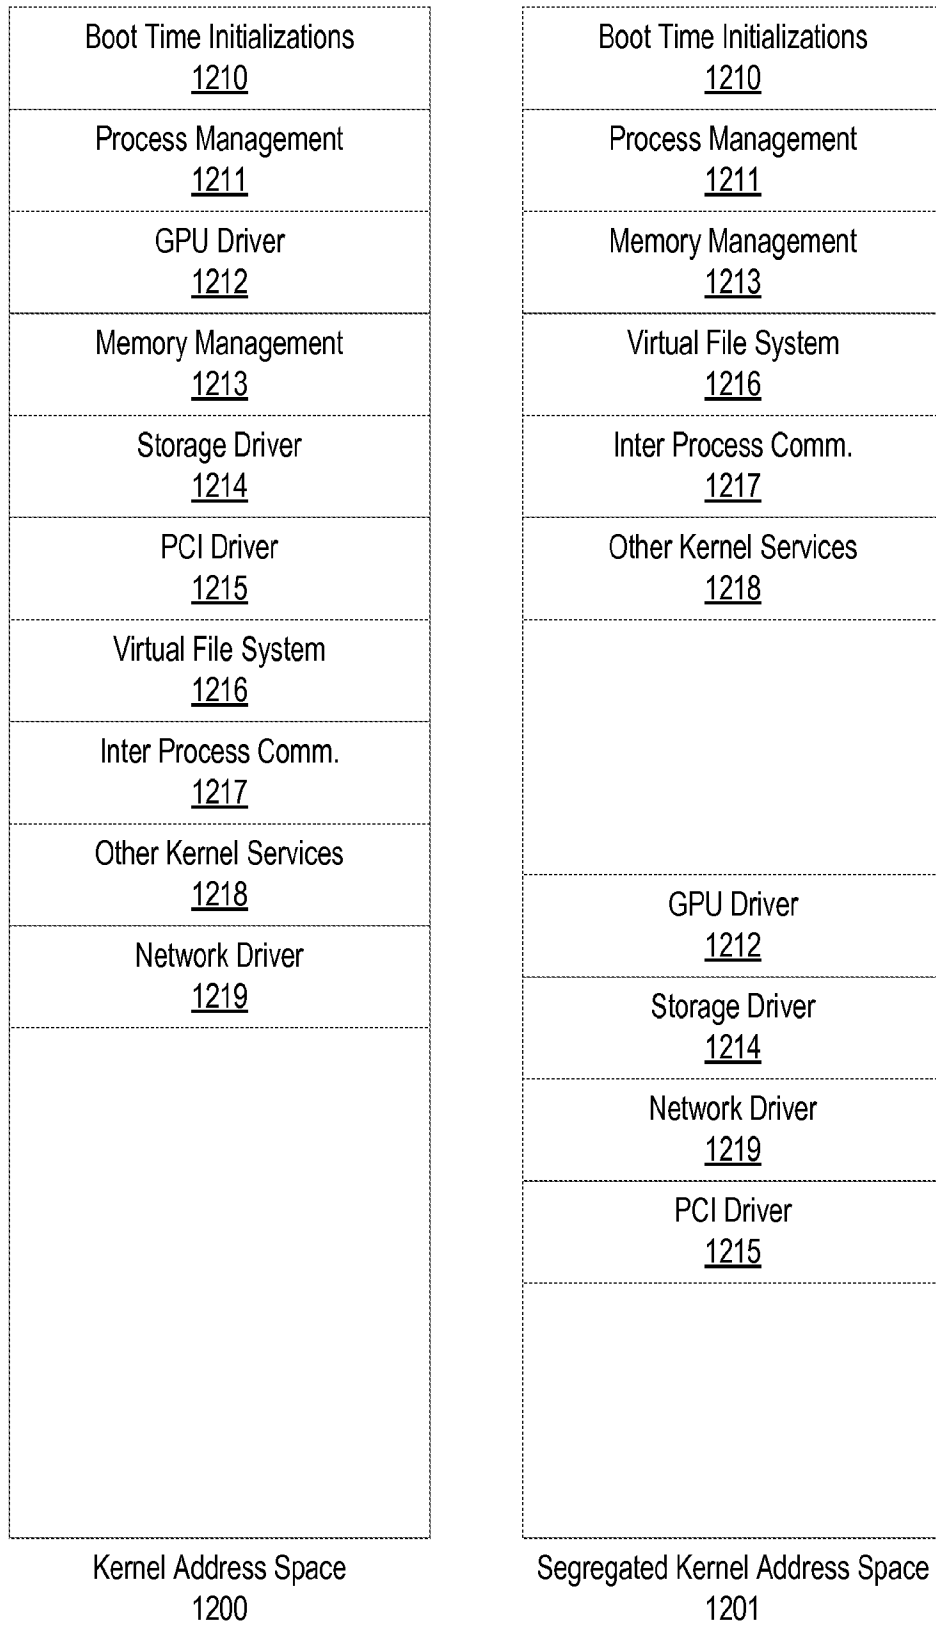 Boot Time Initializations
1210
Process Management
1211
GPU Driver
1212
Memory Management
1213
Storage Driver
1214
PCI Driver
1215
Virtual File System
1216
Inter Process Comm.
1217
Other Kernel Services
1218
Network Driver
1219
Kernel Address Space
1200
Boot Time Initializations
1210
Process Management
1211
Memory Management
1213
Virtual File System
1216
Inter Process Comm.
1217
Other Kernel Services
1218
GPU Driver
1212
Storage Driver
1214
Network Driver
1219
PCI Driver
1215
Segregated Kernel Address Space
1201